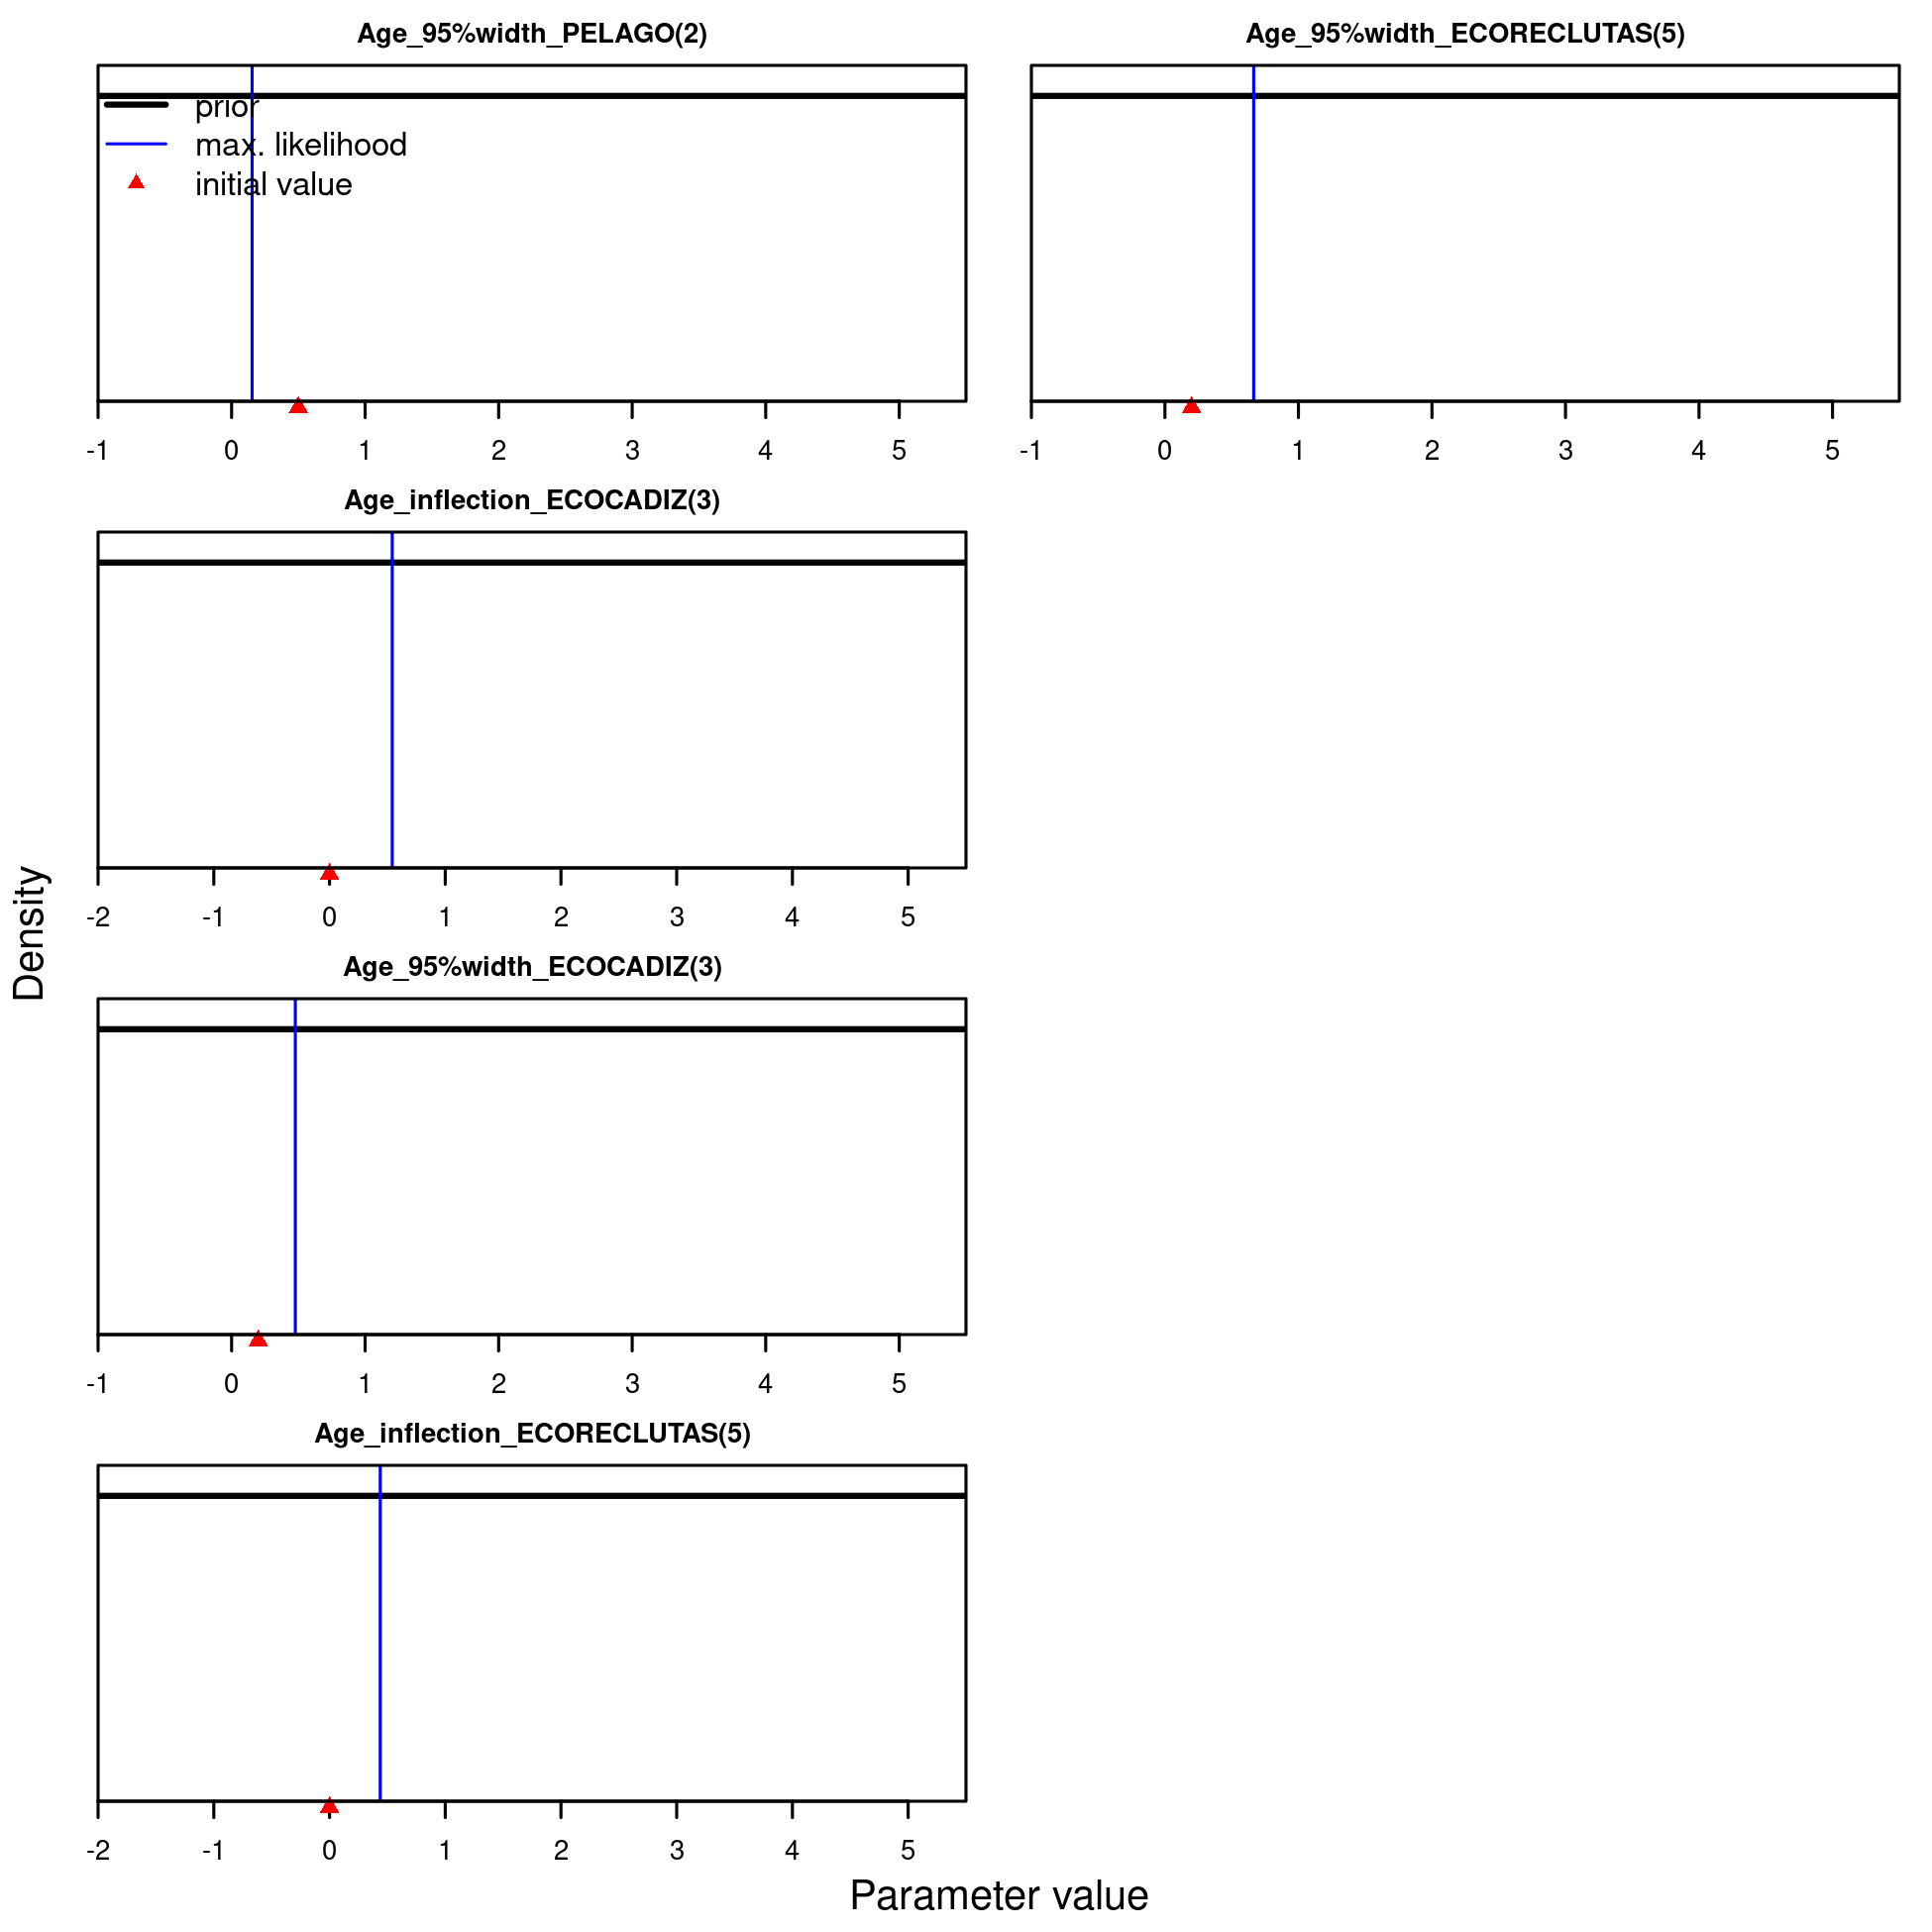 Age_95%width_PELAGO(2)
prior
max. likelihood
initial value
-1 0 1 2 3 4 5
Age_95%width_ECORECLUTAS(5)
-1 0 1 2 3 4 5
Age_inflection_ECOCADIZ(3)
-2 -1 0 1 2 3 4 5
Density
Age_95%width_ECOCADIZ(3)
-1 0 1 2 3 4 5
Age_inflection_ECORECLUTAS(5)
-2 -1 0 1 2 3 4 5
Parameter value